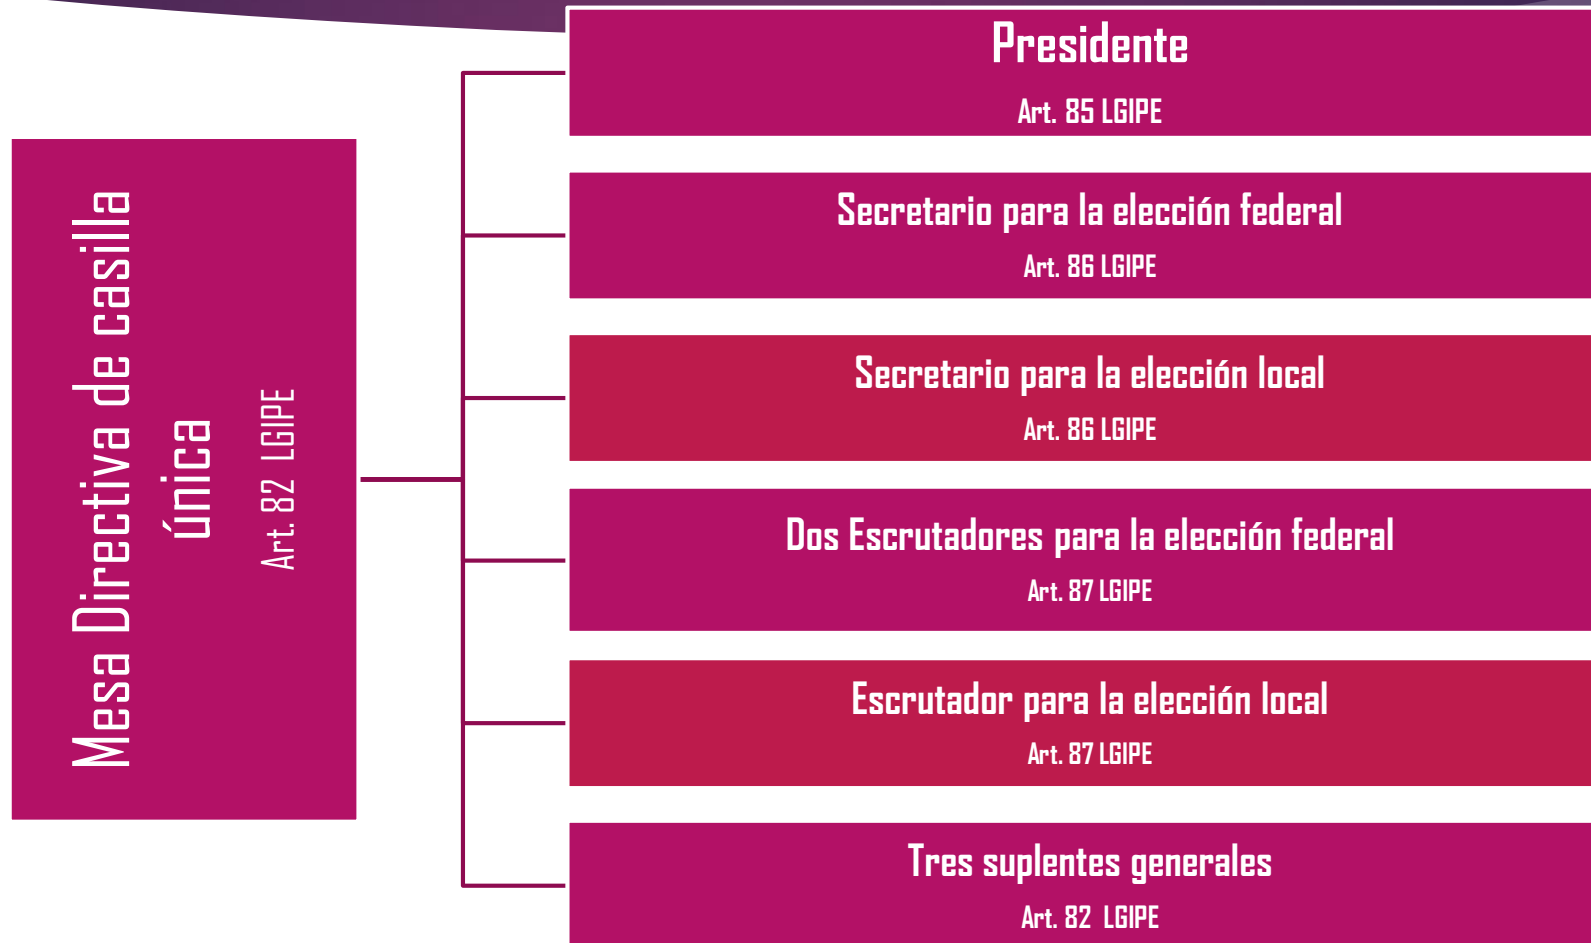 Mesa Directiva de casilla
única
Art. 82 LGIPE
Presidente
Art. 85 LGIPE
Secretario para la elección federal
Art. 86 LGIPE
Secretario para la elección local
Art. 86 LGIPE
Dos Escrutadores para la elección federal
Art. 87 LGIPE
Escrutador para la elección local
Art. 87 LGIPE
Tres suplentes generales
Art. 82 LGIPE